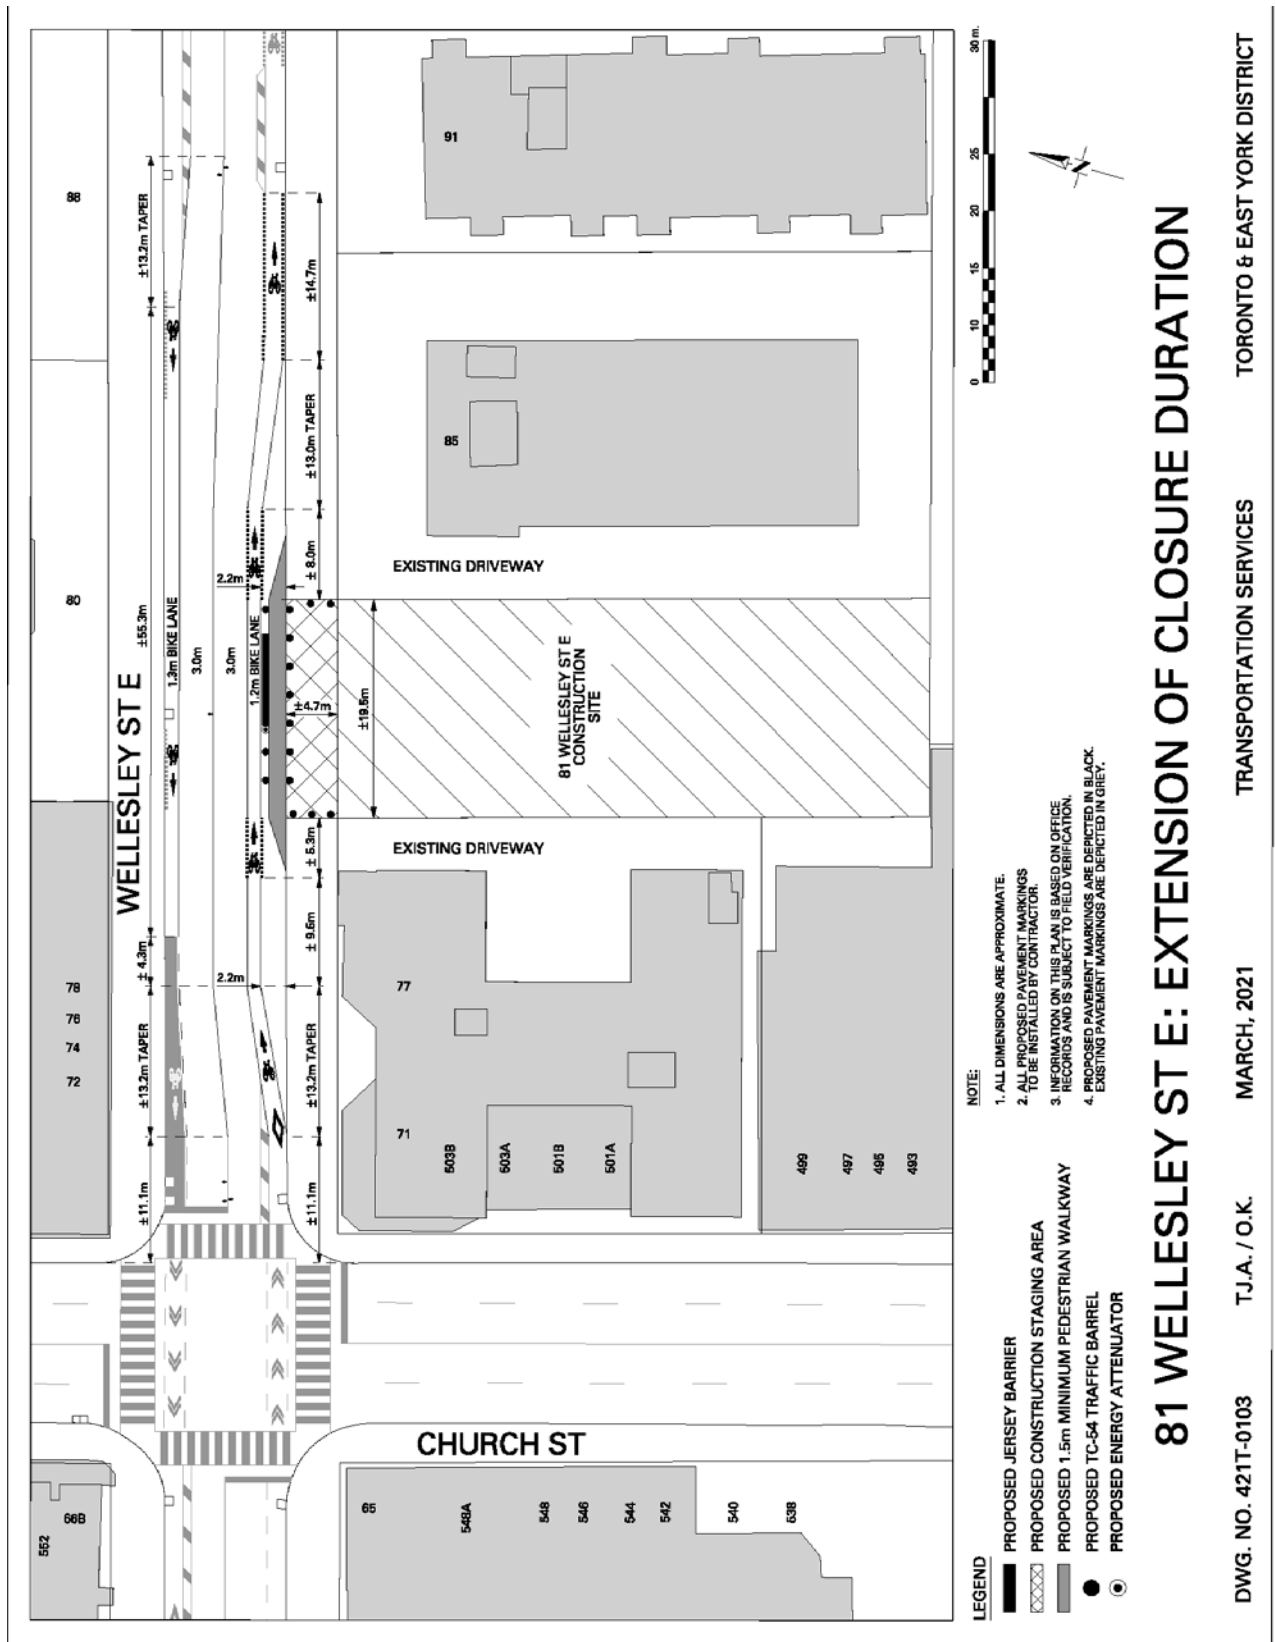 WELLESLEY ST E
CHURCH ST
88
80
78
76
74
72
552
66B
91
85
77
71
503B
503A
501B
501A
499
497
495
493
65
548A
548
546
544
542
540
538
±11.1m
±13.2m TAPER
± 4.3m
±55.3m
±13.2m TAPER
1.3m BIKE LANE
3.0m
3.0m
1.2m BIKE LANE
2.2m
2.2m
±11.1m
±13.2m TAPER
± 9.6m
± 5.3m
±4.7m
±19.5m
± 8.0m
±13.0m TAPER
±14.7m
EXISTING DRIVEWAY
EXISTING DRIVEWAY
81 WELLESLEY ST E
CONSTRUCTION
SITE
0 10 15 20 25 30 m.
LEGEND
PROPOSED JERSEY BARRIER
PROPOSED CONSTRUCTION STAGING AREA
PROPOSED 1.5m MINIMUM PEDESTRIAN WALKWAY
PROPOSED TC-54 TRAFFIC BARREL
PROPOSED ENERGY ATTENUATOR
NOTE:
1. ALL DIMENSIONS ARE APPROXIMATE.
2. ALL PROPOSED PAVEMENT MARKINGS
TO BE INSTALLED BY CONTRACTOR.
3. INFORMATION ON THIS PLAN IS BASED ON OFFICE
RECORDS AND IS SUBJECT TO FIELD VERIFICATION.
4. PROPOSED PAVEMENT MARKINGS ARE DEPICTED IN BLACK.
EXISTING PAVEMENT MARKINGS ARE DEPICTED IN GREY.
81 WELLESLEY ST E: EXTENSION OF CLOSURE DURATION
DWG. NO. 421T-0103 T.J.A. / O.K. MARCH, 2021 TRANSPORTATION SERVICES TORONTO & EAST YORK DISTRICT